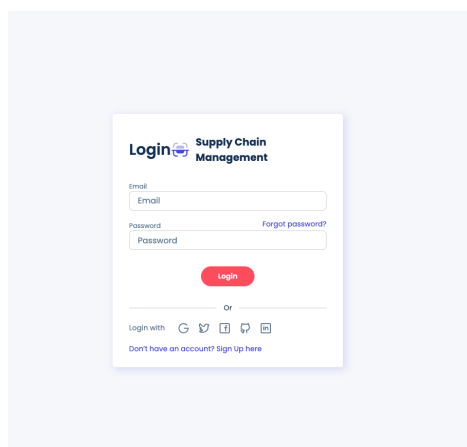 Login
Supply Chain
Management
Email
Email
Password
Forgot password?
Password
Login
Or
Login with
Don't have an account? Sign Up here